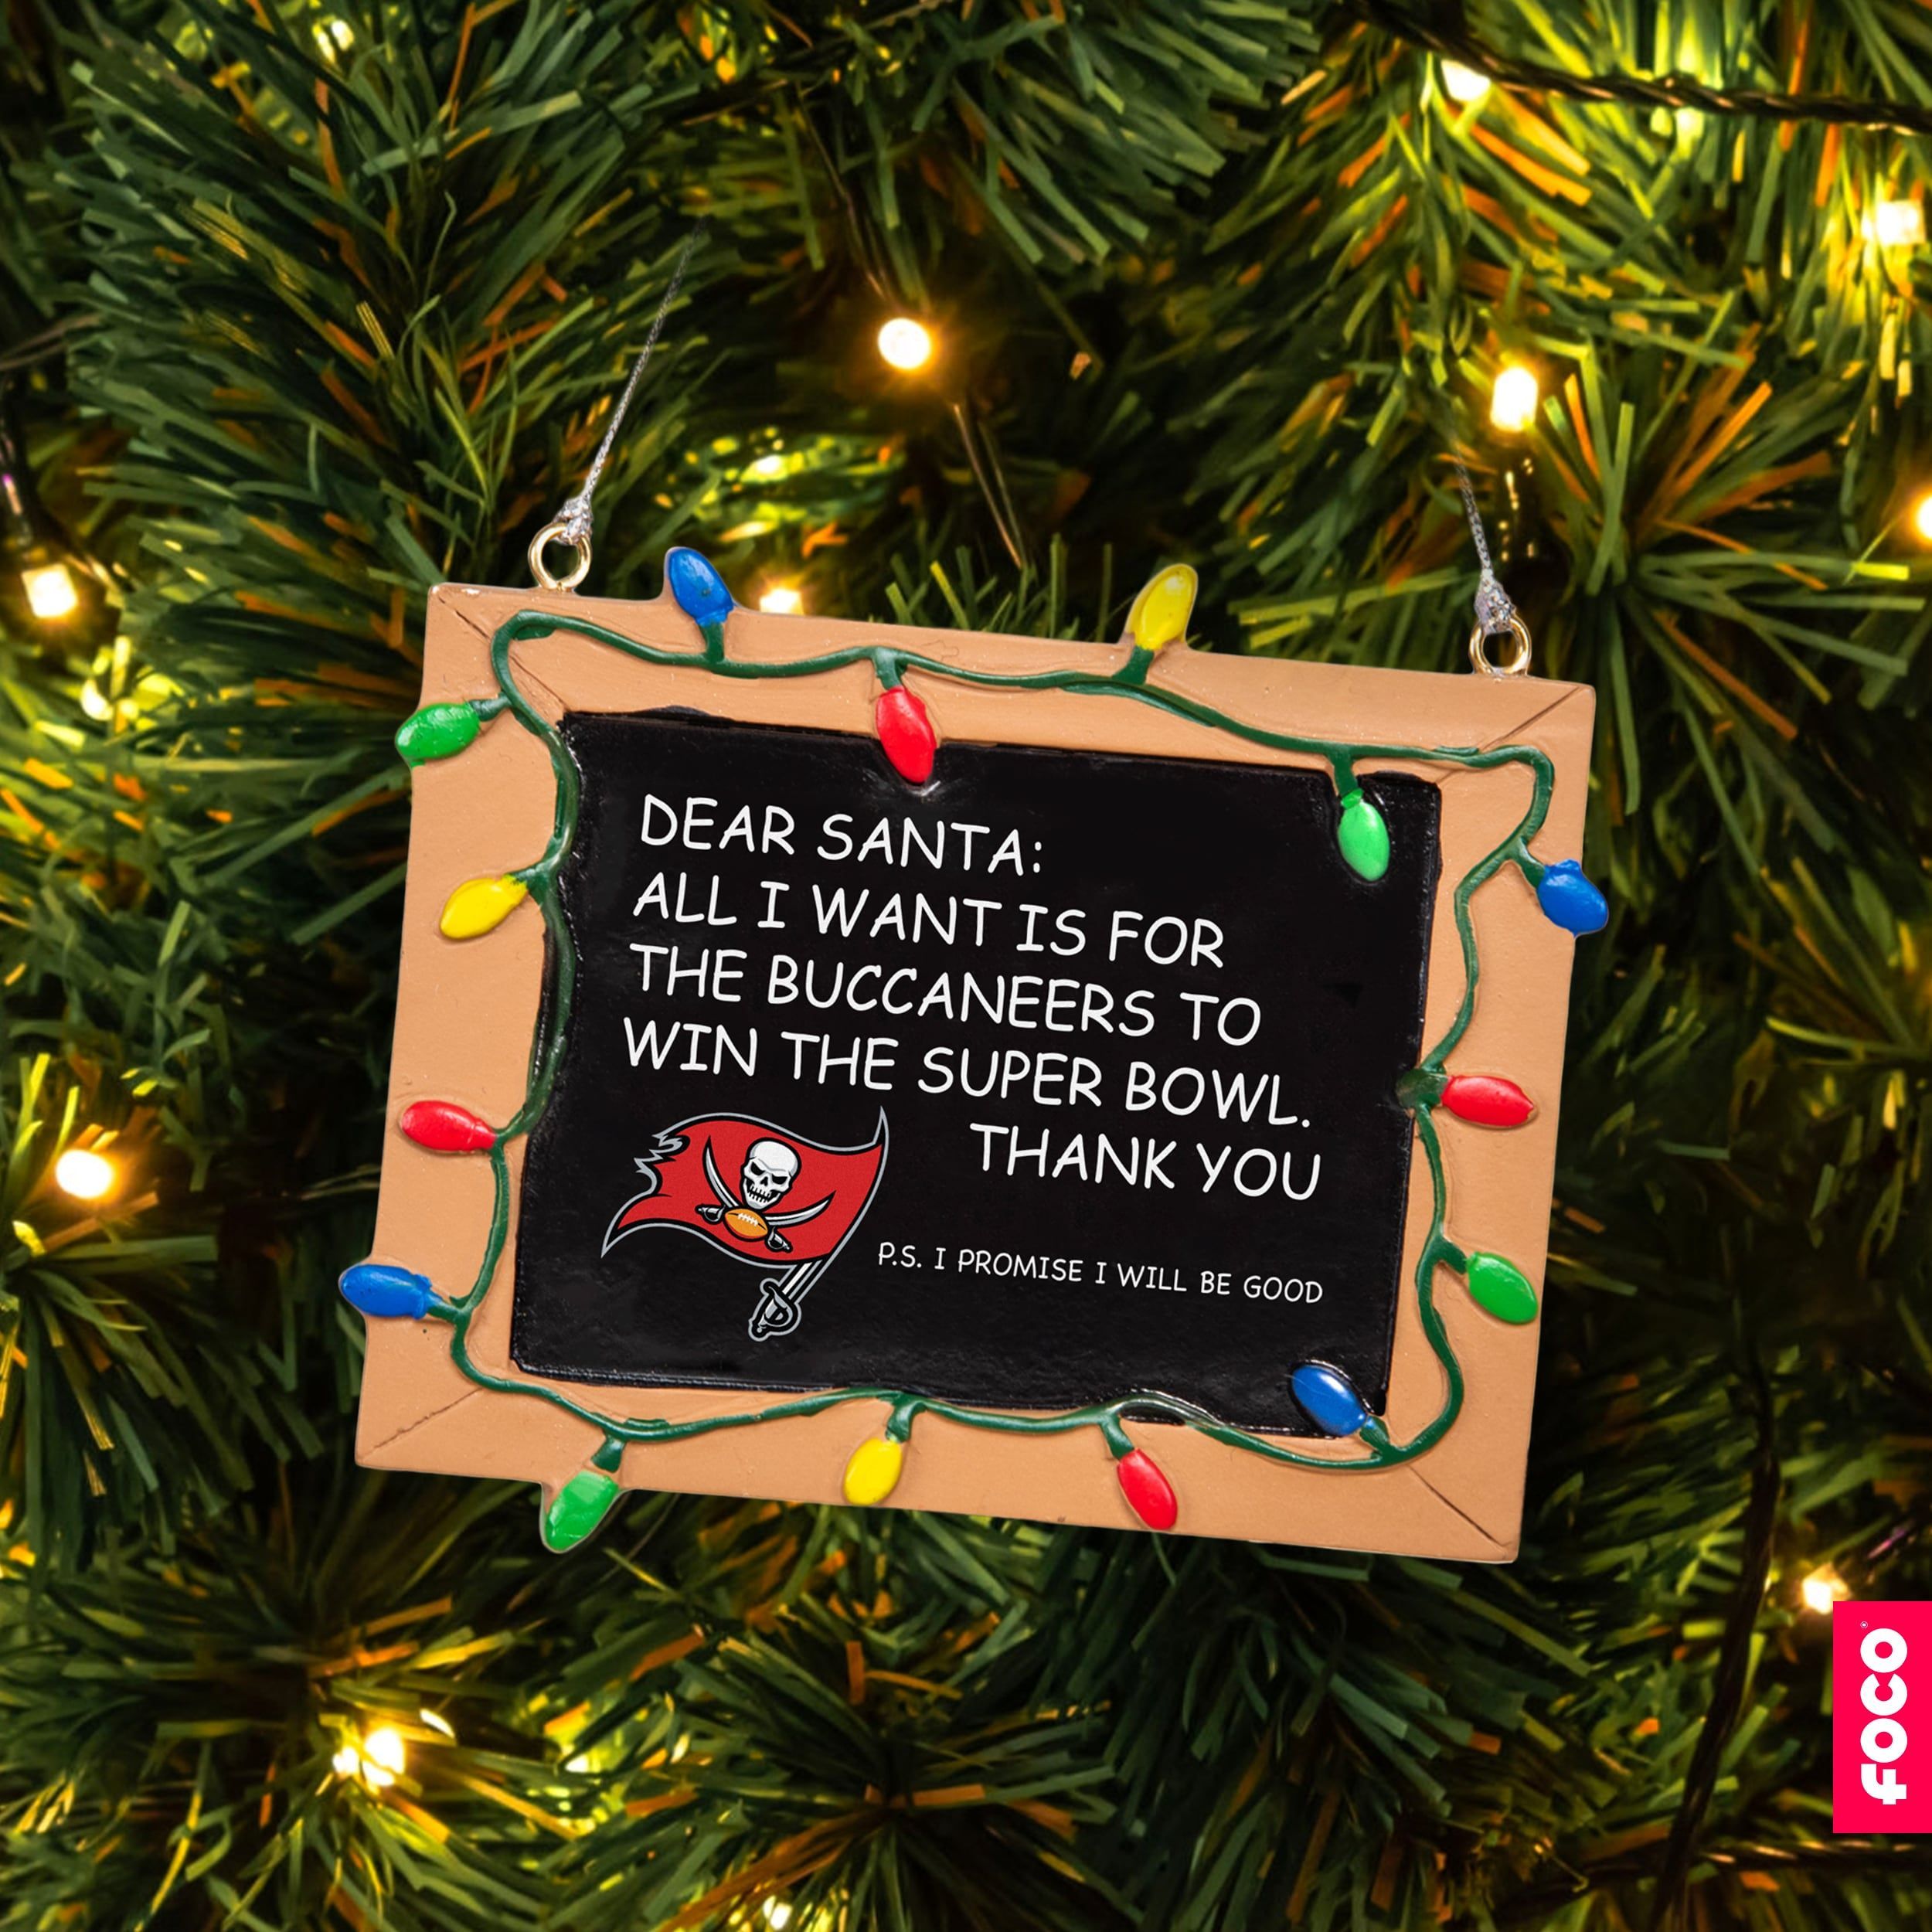 DEAR SANTA:
ALL I WANT IS FOR
THE BUCCANEERS TO
WIN THE SUPER BOWL.
THANK YOU
P.S. I PROMISE I WILL BE GOOD
FOCO®